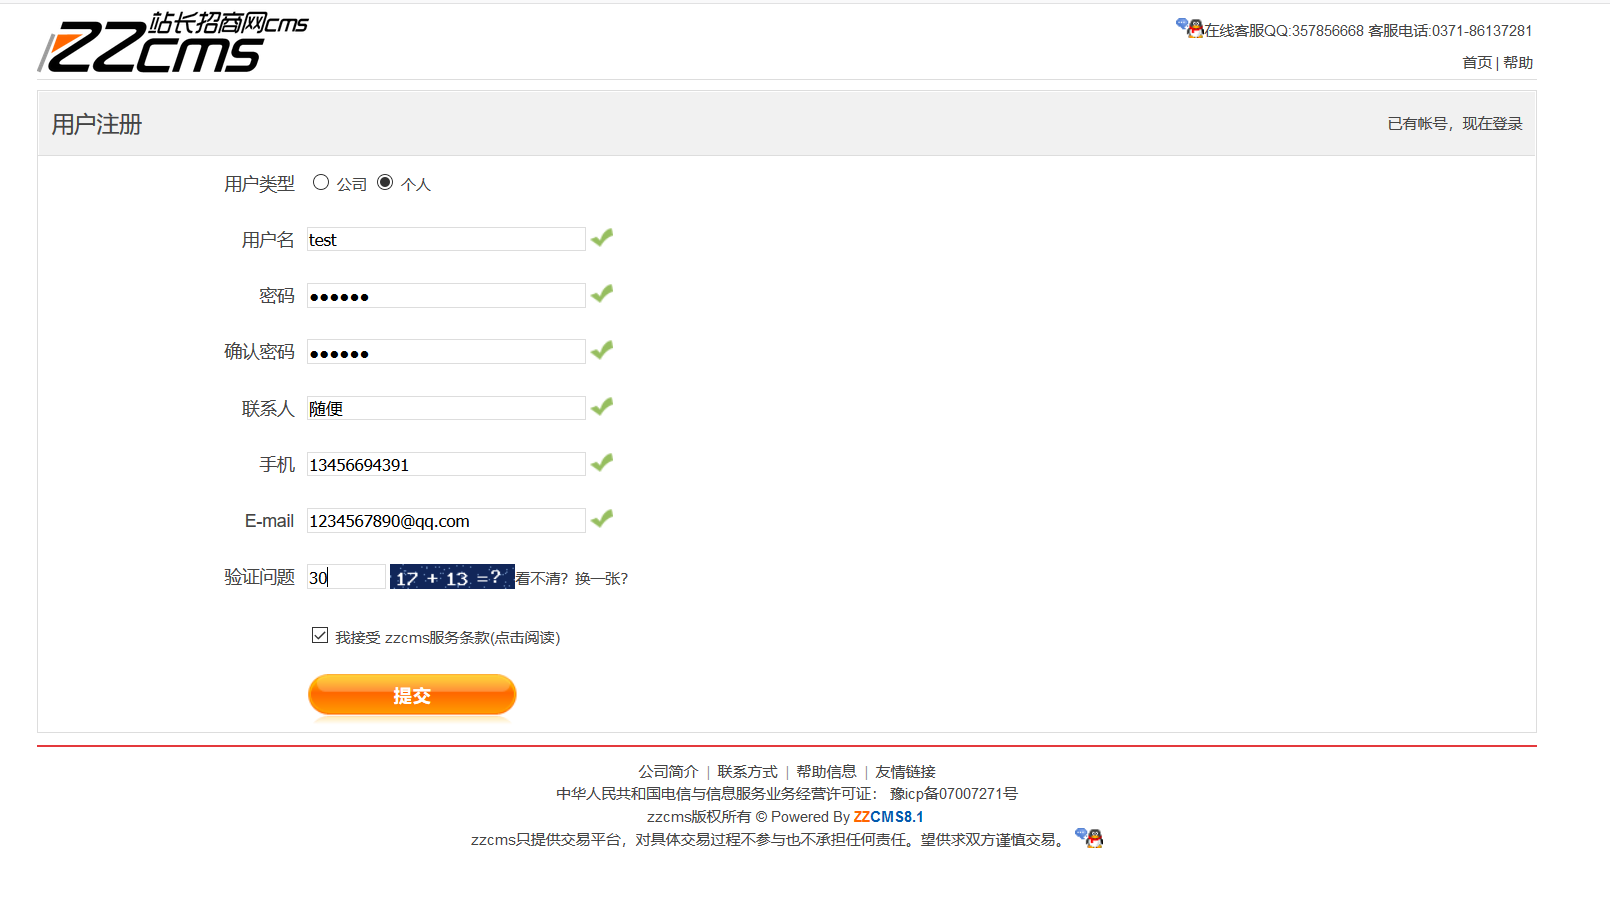 站长招商网cms
ZZcms
在线客服QQ:357856668 客服电话:0371-86137281
首页 | 帮助
用户注册
已有帐号，现在登录
用户类型 公司 个人
用户名 test
密码 ●●●●●●
确认密码 ●●●●●●
联系人 随便
手机 13456694391
E-mail 1234567890@qq.com
验证问题 30 17 + 13 =? 看不清？换一张?
我接受 zzcms服务条款(点击阅读)
提交
公司简介 | 联系方式 | 帮助信息 | 友情链接
中华人民共和国电信与信息服务业务经营许可证： 豫icp备07007271号
zzcms版权所有 © Powered By ZZCMS8.1
zzcms只提供交易平台，对具体交易过程不参与也不承担任何责任。望供求双方谨慎交易。